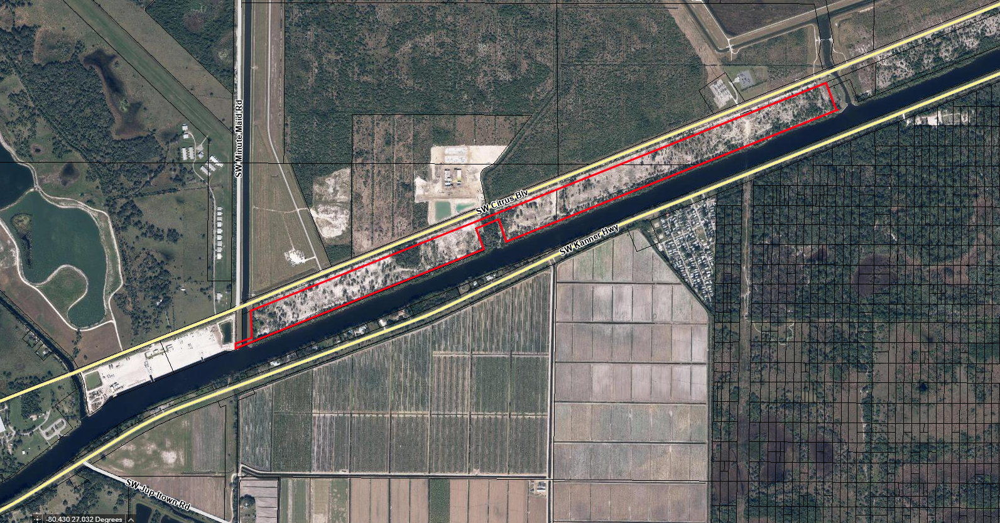 SW Minute Maid Rd
SW Citrus Blv
SW Kanner Hwy
SW Jup Itown Rd
-80.430 27.032 Degrees